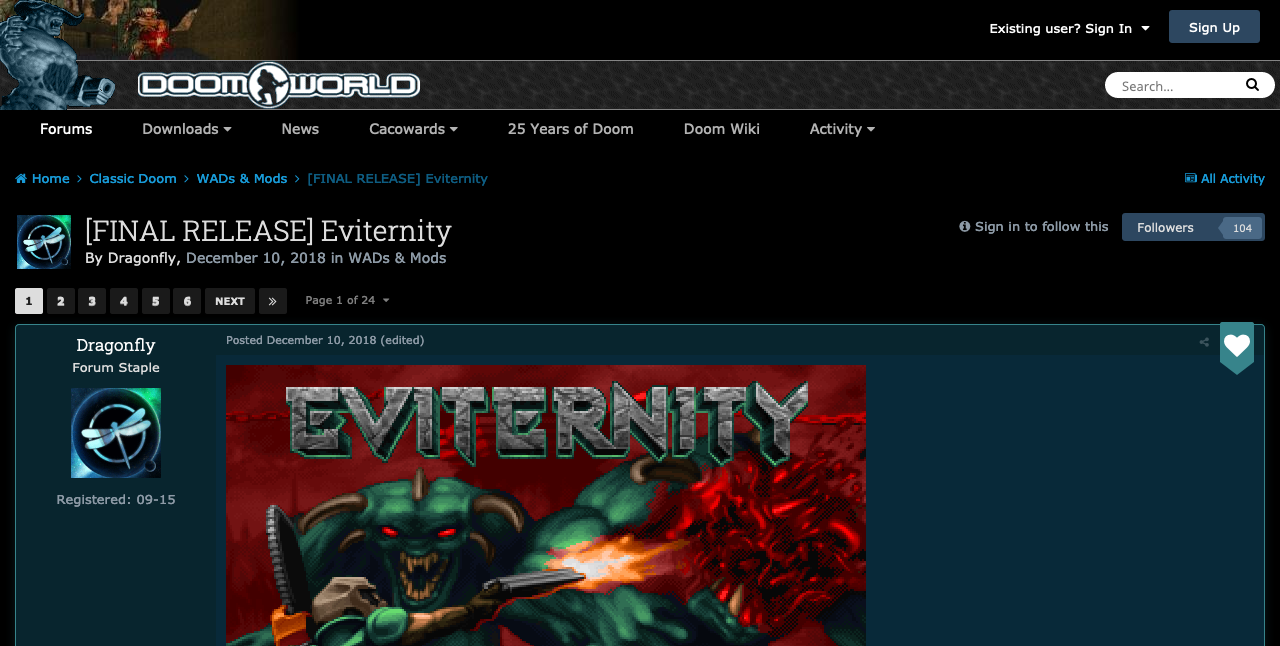 Existing user? Sign In
Sign Up
DOOMWORLD
Search...
Forums Downloads News Cacowards 25 Years of Doom Doom Wiki Activity
Home Classic Doom WADs & Mods [FINAL RELEASE] Eviternity
All Activity
[FINAL RELEASE] Eviternity
By Dragonfly, December 10, 2018 in WADs & Mods
Sign in to follow this
Followers 104
1 2 3 4 5 6 NEXT » Page 1 of 24
Dragonfly
Forum Staple
Registered: 09-15
Posted December 10, 2018 (edited)
EVITERNITY